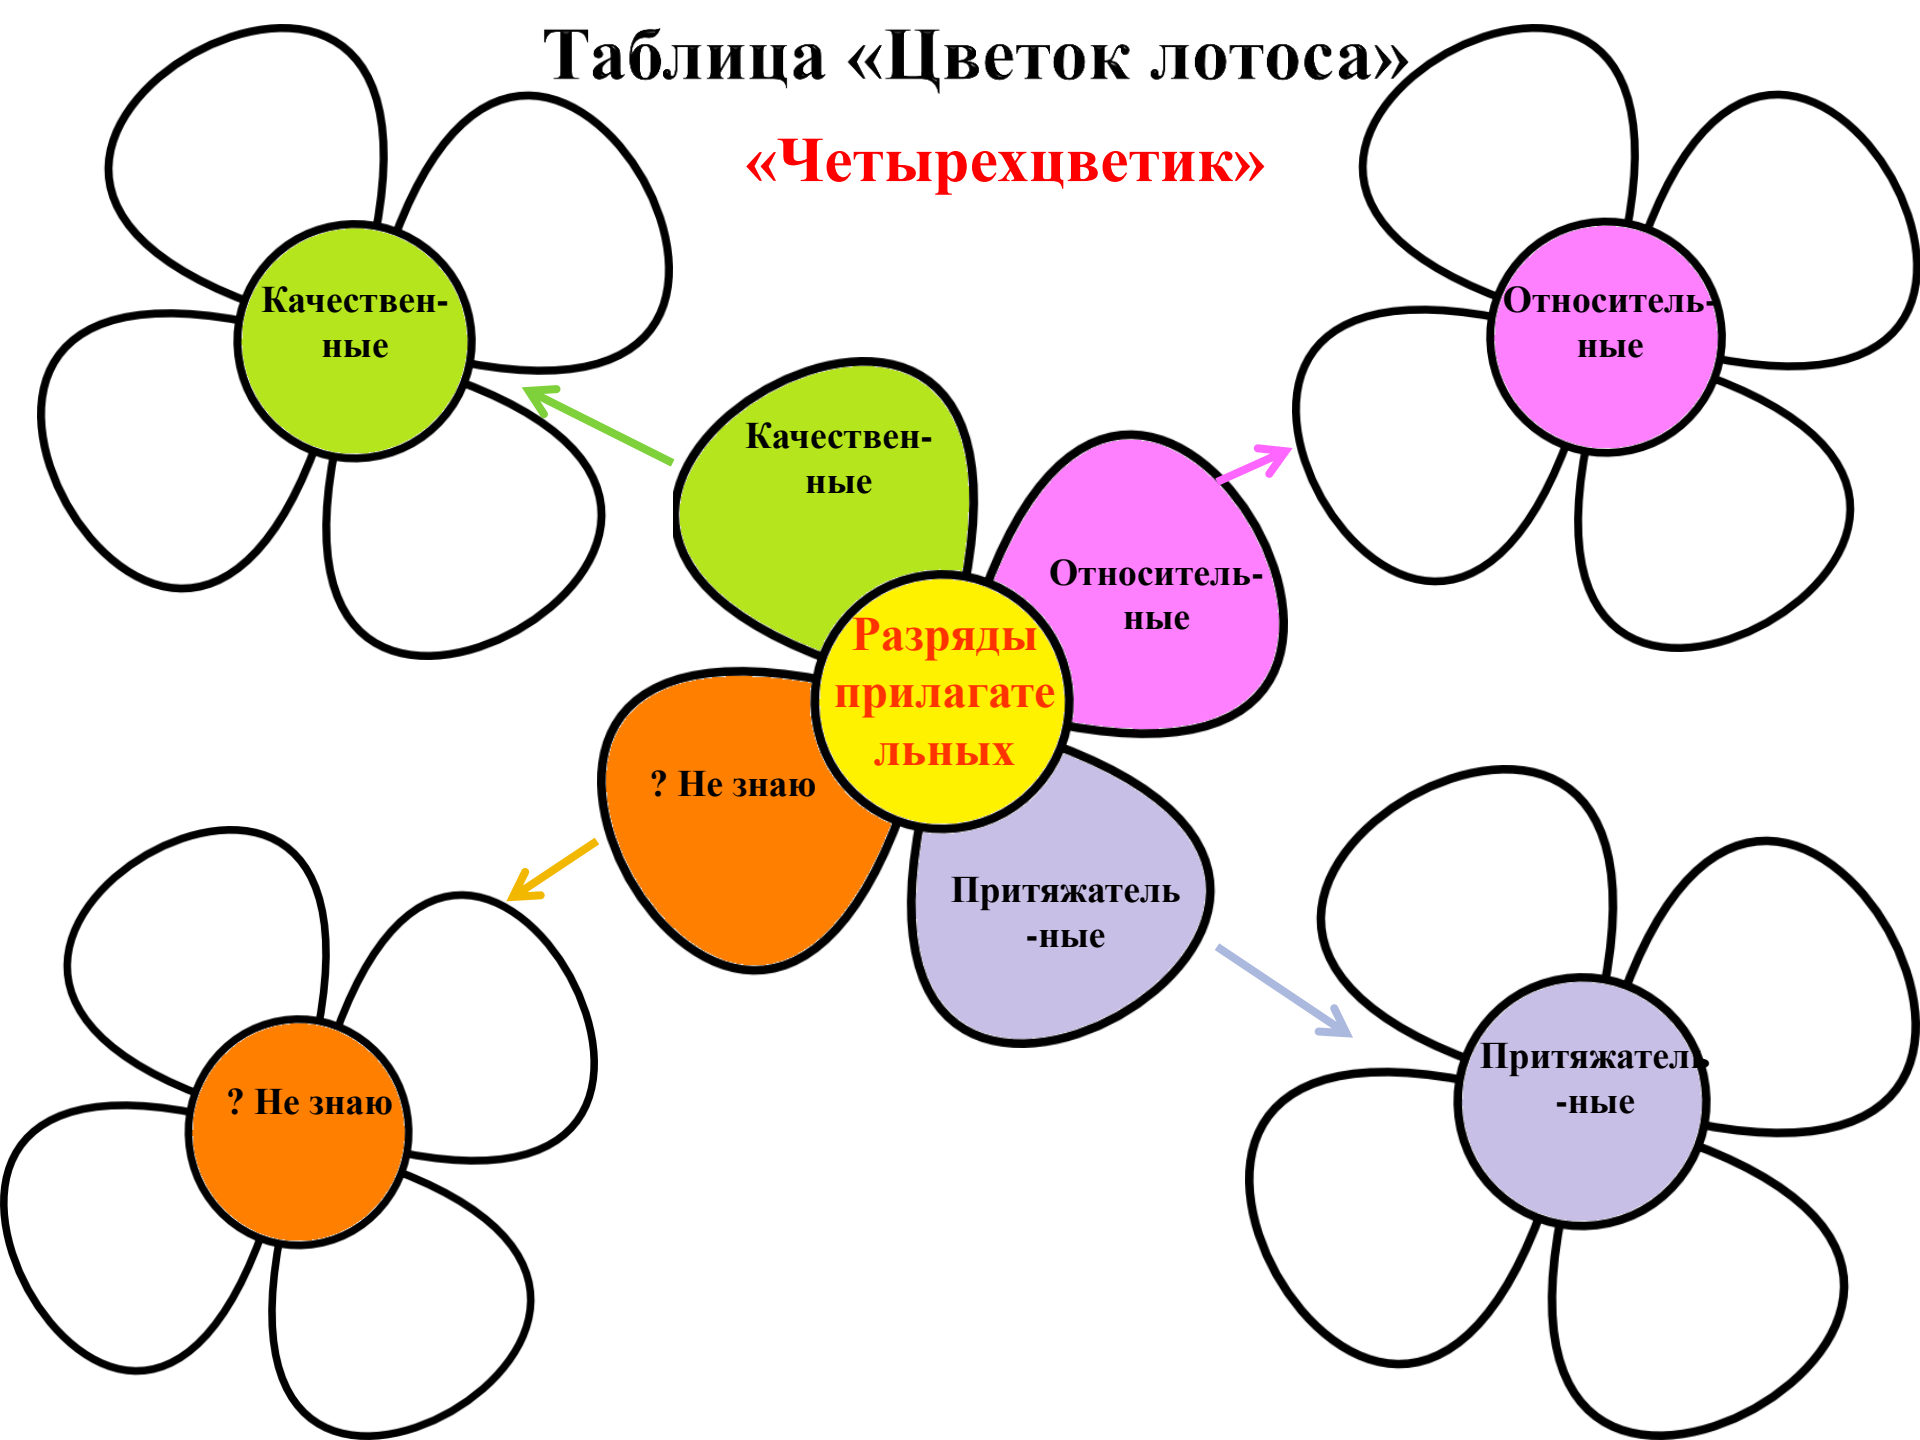 Таблица «Цветок лотоса»
«Четырехцветик»
Качествен-
ные
Относитель-
ные
Качествен-
ные
Относитель-
ные
Разряды
прилагате
льных
? Не знаю
Притяжатель
-ные
? Не знаю
Притяжатель
-ные